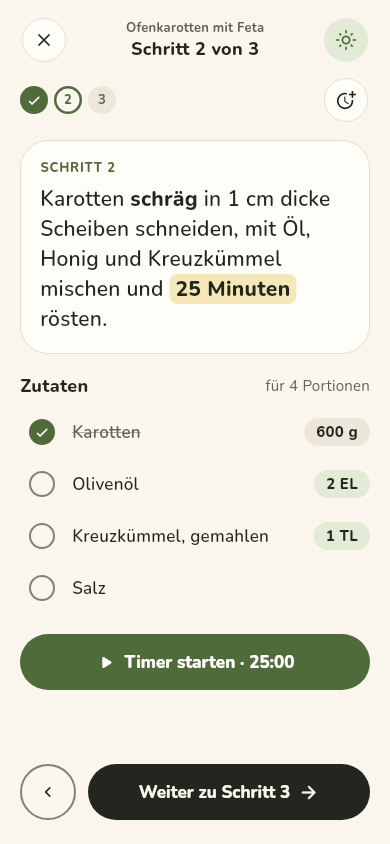 Ofenkarotten mit Feta
Schritt 2 von 3
2
3
SCHRITT 2
Karotten schräg in 1 cm dicke
Scheiben schneiden, mit Öl,
Honig und Kreuzkümmel
mischen und 25 Minuten
rösten.
Zutaten
für 4 Portionen
Karotten
600 g
Olivenöl
2 EL
Kreuzkümmel, gemahlen
1 TL
Salz
Timer starten · 25:00
Weiter zu Schritt 3